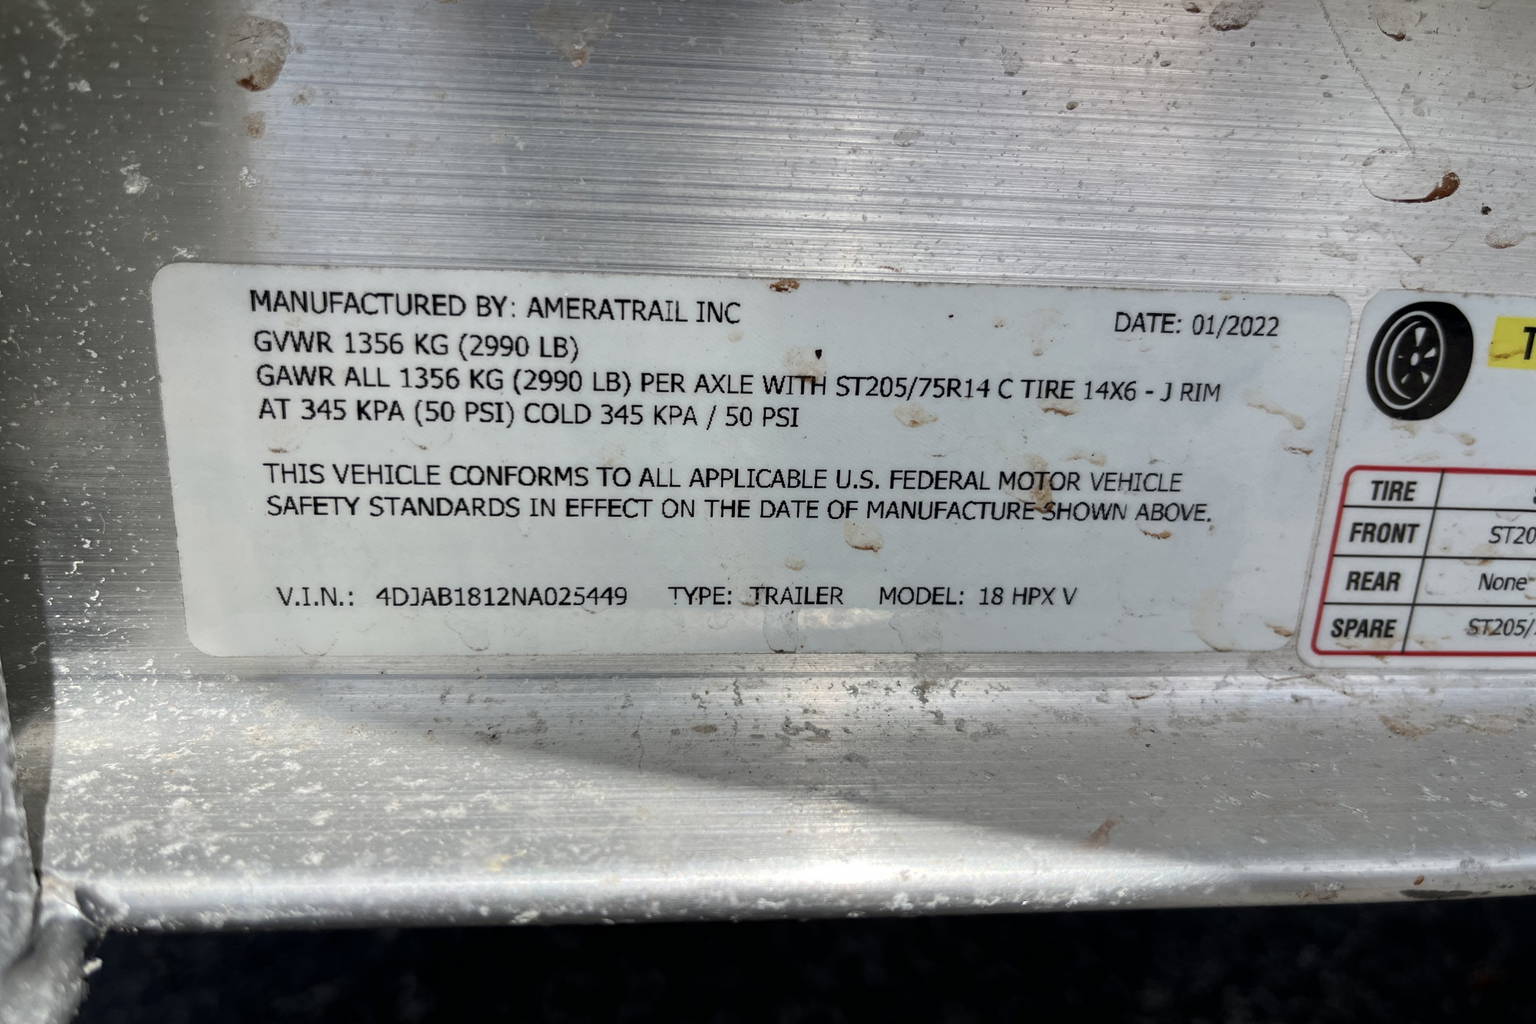 MANUFACTURED BY: AMERATRAIL INC
DATE: 01/2022
GVWR 1356 KG (2990 LB)
GAWR ALL 1356 KG (2990 LB) PER AXLE WITH ST205/75R14 C TIRE 14X6 - J RIM
AT 345 KPA (50 PSI) COLD 345 KPA / 50 PSI
THIS VEHICLE CONFORMS TO ALL APPLICABLE U.S. FEDERAL MOTOR VEHICLE
SAFETY STANDARDS IN EFFECT ON THE DATE OF MANUFACTURE SHOWN ABOVE.
V.I.N.: 4DJAB1812NA025449 TYPE: TRAILER MODEL: 18 HPX V
TIRE
FRONT ST20
REAR None
SPARE ST205/